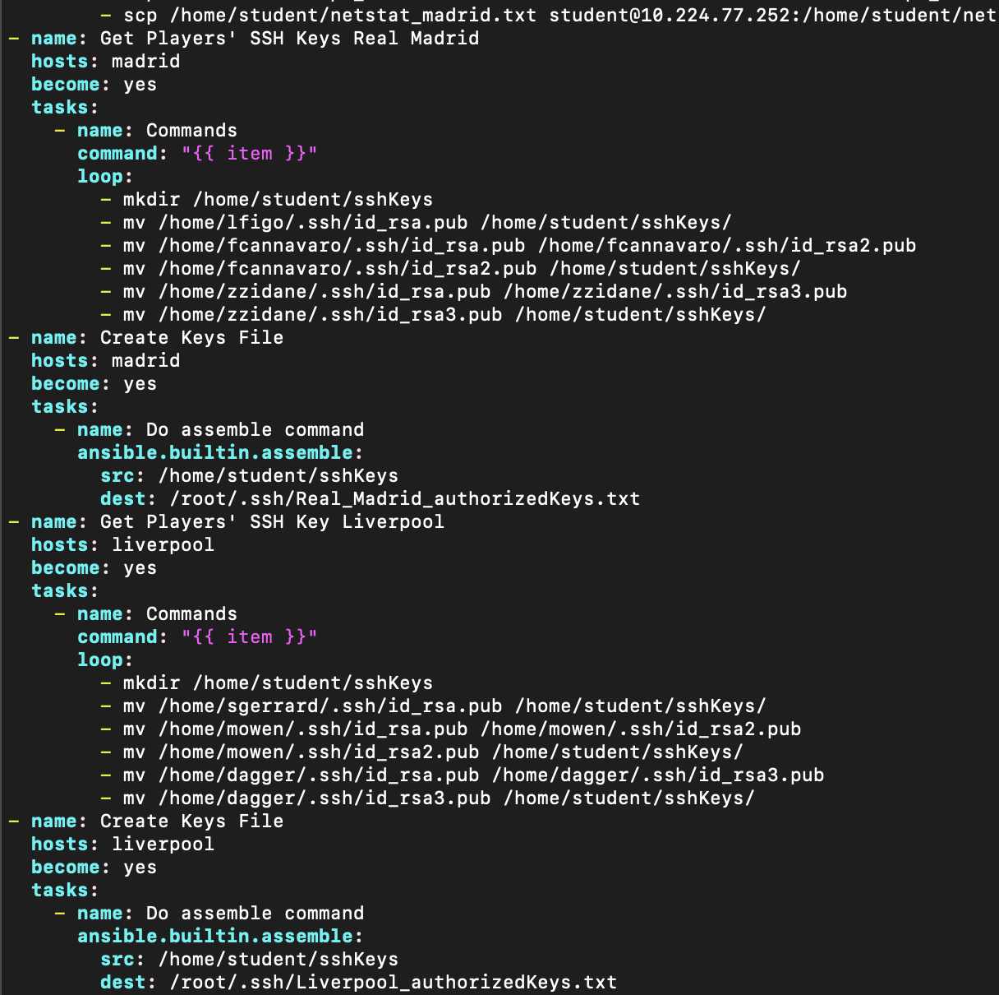 - scp /home/student/netstat_madrid.txt student@10.224.77.252:/home/student/net
- name: Get Players' SSH Keys Real Madrid
  hosts: madrid
  become: yes
  tasks:
    - name: Commands
      command: "{{ item }}"
      loop:
        - mkdir /home/student/sshKeys
        - mv /home/lfigo/.ssh/id_rsa.pub /home/student/sshKeys/
        - mv /home/fcannavaro/.ssh/id_rsa.pub /home/fcannavaro/.ssh/id_rsa2.pub
        - mv /home/fcannavaro/.ssh/id_rsa2.pub /home/student/sshKeys/
        - mv /home/zzidane/.ssh/id_rsa.pub /home/zzidane/.ssh/id_rsa3.pub
        - mv /home/zzidane/.ssh/id_rsa3.pub /home/student/sshKeys/
- name: Create Keys File
  hosts: madrid
  become: yes
  tasks:
    - name: Do assemble command
      ansible.builtin.assemble:
        src: /home/student/sshKeys
        dest: /root/.ssh/Real_Madrid_authorizedKeys.txt
- name: Get Players' SSH Key Liverpool
  hosts: liverpool
  become: yes
  tasks:
    - name: Commands
      command: "{{ item }}"
      loop:
        - mkdir /home/student/sshKeys
        - mv /home/sgerrard/.ssh/id_rsa.pub /home/student/sshKeys/
        - mv /home/mowen/.ssh/id_rsa.pub /home/mowen/.ssh/id_rsa2.pub
        - mv /home/mowen/.ssh/id_rsa2.pub /home/student/sshKeys/
        - mv /home/dagger/.ssh/id_rsa.pub /home/dagger/.ssh/id_rsa3.pub
        - mv /home/dagger/.ssh/id_rsa3.pub /home/student/sshKeys/
- name: Create Keys File
  hosts: liverpool
  become: yes
  tasks:
    - name: Do assemble command
      ansible.builtin.assemble:
        src: /home/student/sshKeys
        dest: /root/.ssh/Liverpool_authorizedKeys.txt